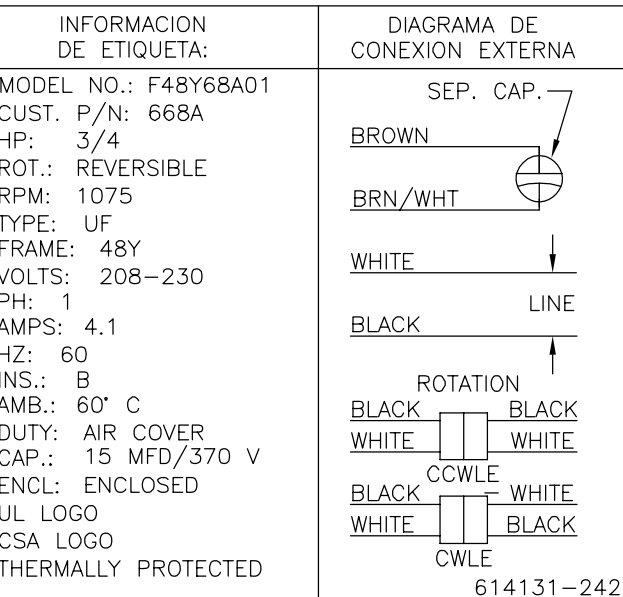 INFORMACION
DE ETIQUETA:
MODEL NO.: F48Y68A01
CUST. P/N: 668A
HP: 3/4
ROT.: REVERSIBLE
RPM: 1075
TYPE: UF
FRAME: 48Y
VOLTS: 208-230
PH: 1
AMPS: 4.1
HZ: 60
INS.: B
AMB.: 60° C
DUTY: AIR COVER
CAP.: 15 MFD/370 V
ENCL: ENCLOSED
UL LOGO
CSA LOGO
THERMALLY PROTECTED
DIAGRAMA DE
CONEXION EXTERNA
SEP. CAP.
BROWN
BRN/WHT
WHITE
LINE
BLACK
ROTATION
BLACK BLACK
WHITE WHITE
CCWLE
BLACK WHITE
WHITE BLACK
CWLE
614131-242